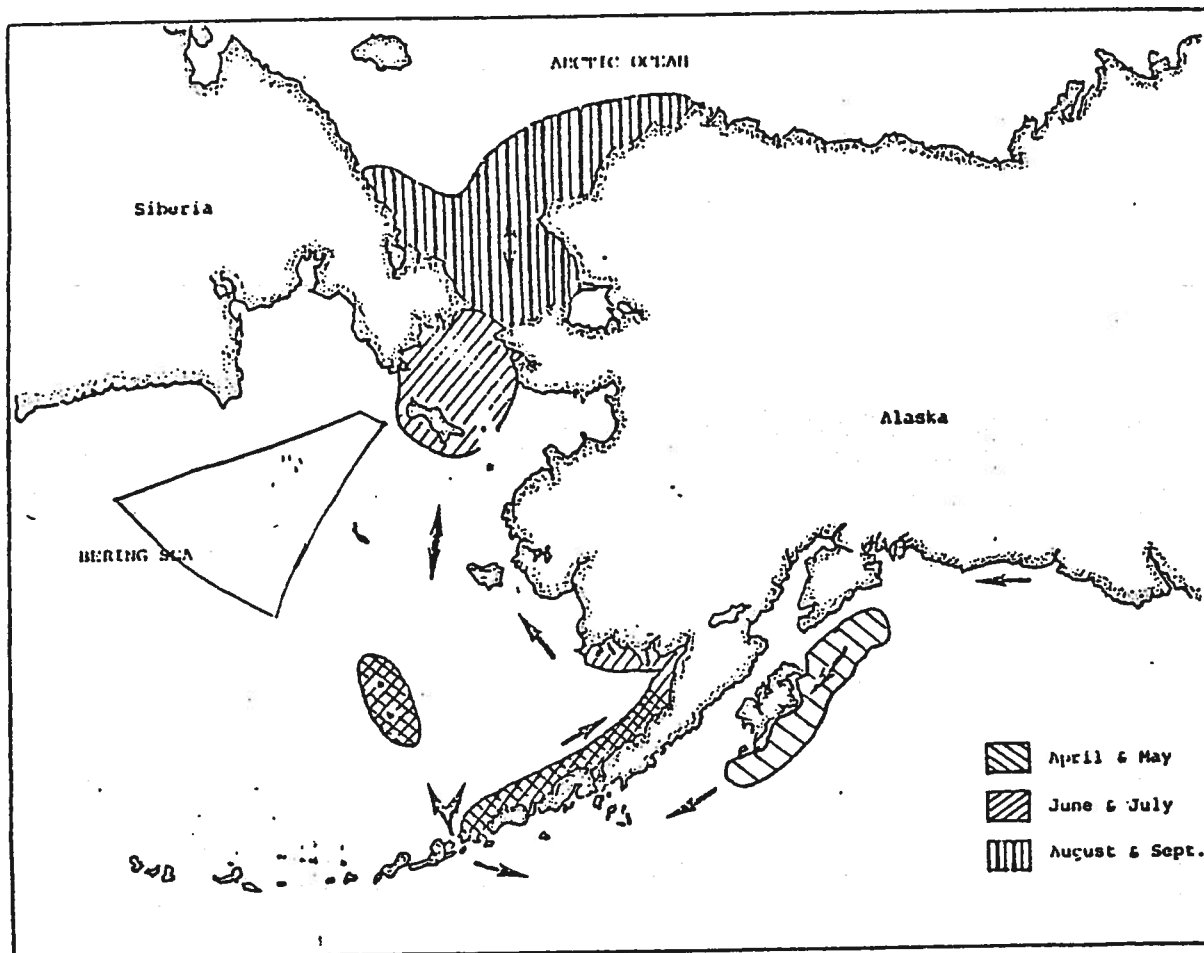 ARCTIC OCEAN
Siberia
Alaska
BERING SEA
April & May
June & July
August & Sept.